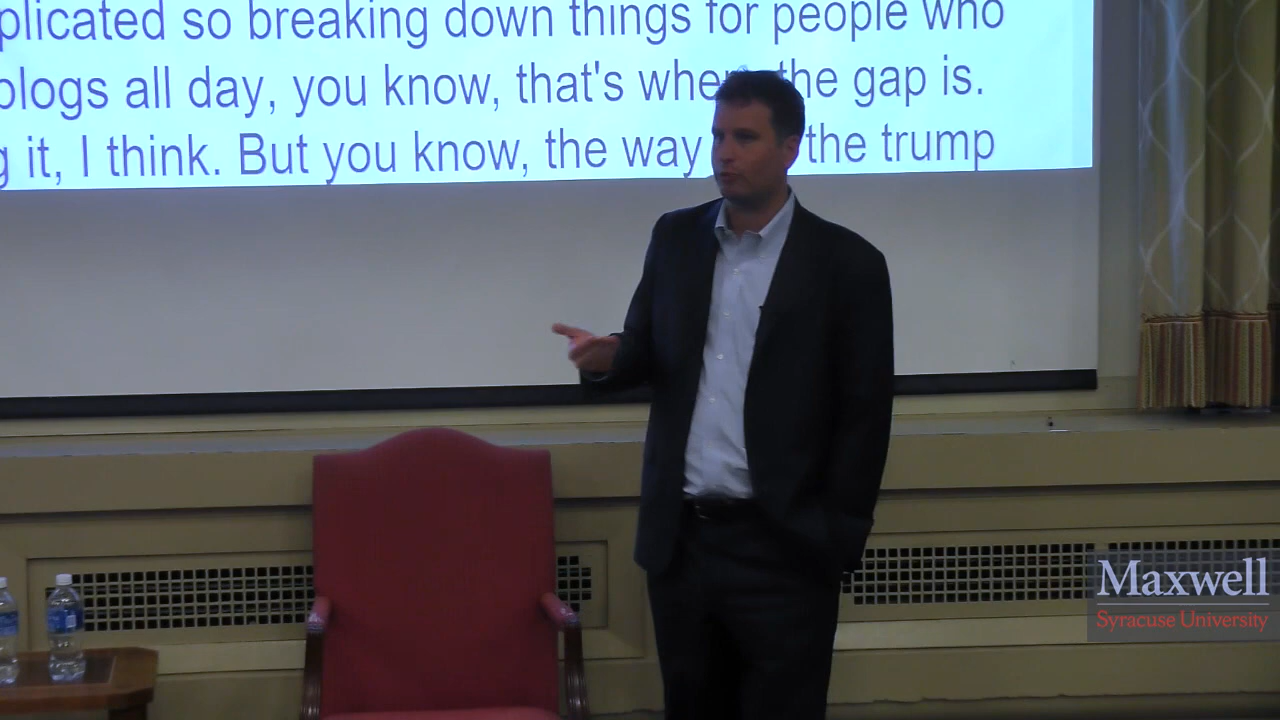 plicated so breaking down things for people who
blogs all day, you know, that's the gap is.
it, I think. But you know, the way the trump
Maxwell
Syracuse University